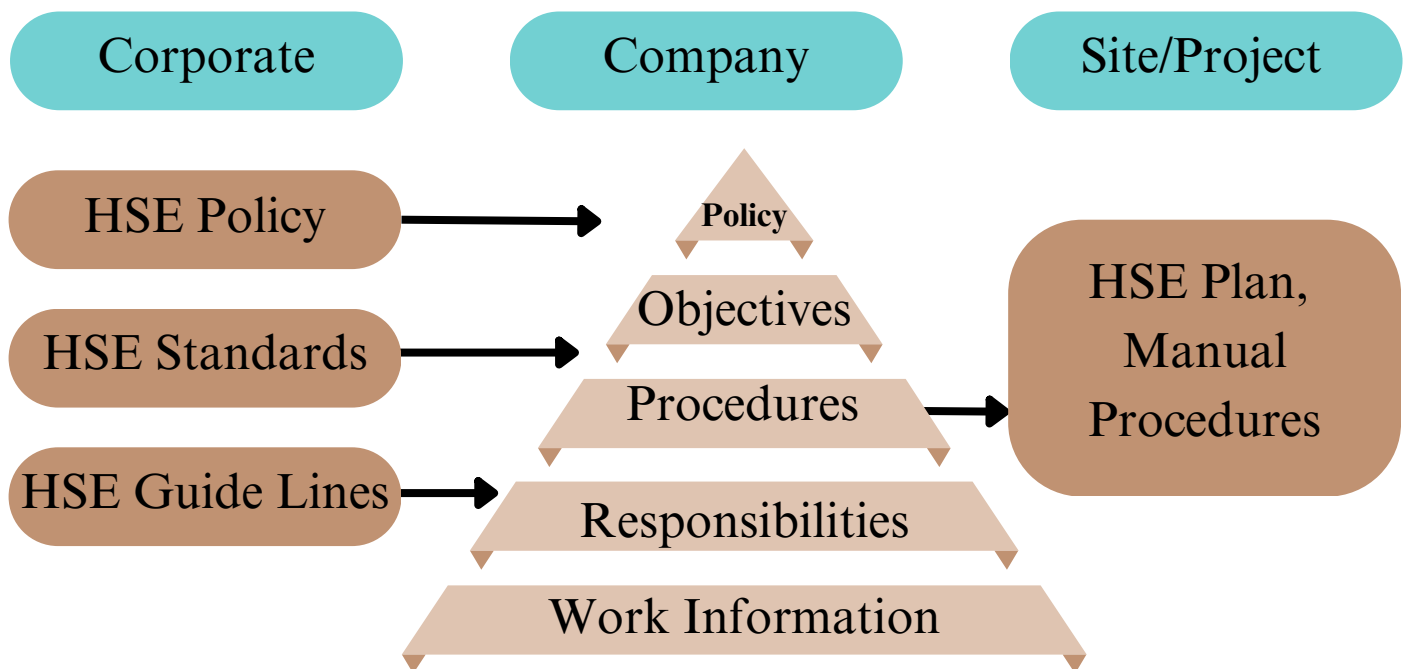 Corporate
Company
Site/Project
HSE Policy
HSE Standards
HSE Guide Lines
Policy
Objectives
Procedures
Responsibilities
Work Information
HSE Plan,
Manual
Procedures